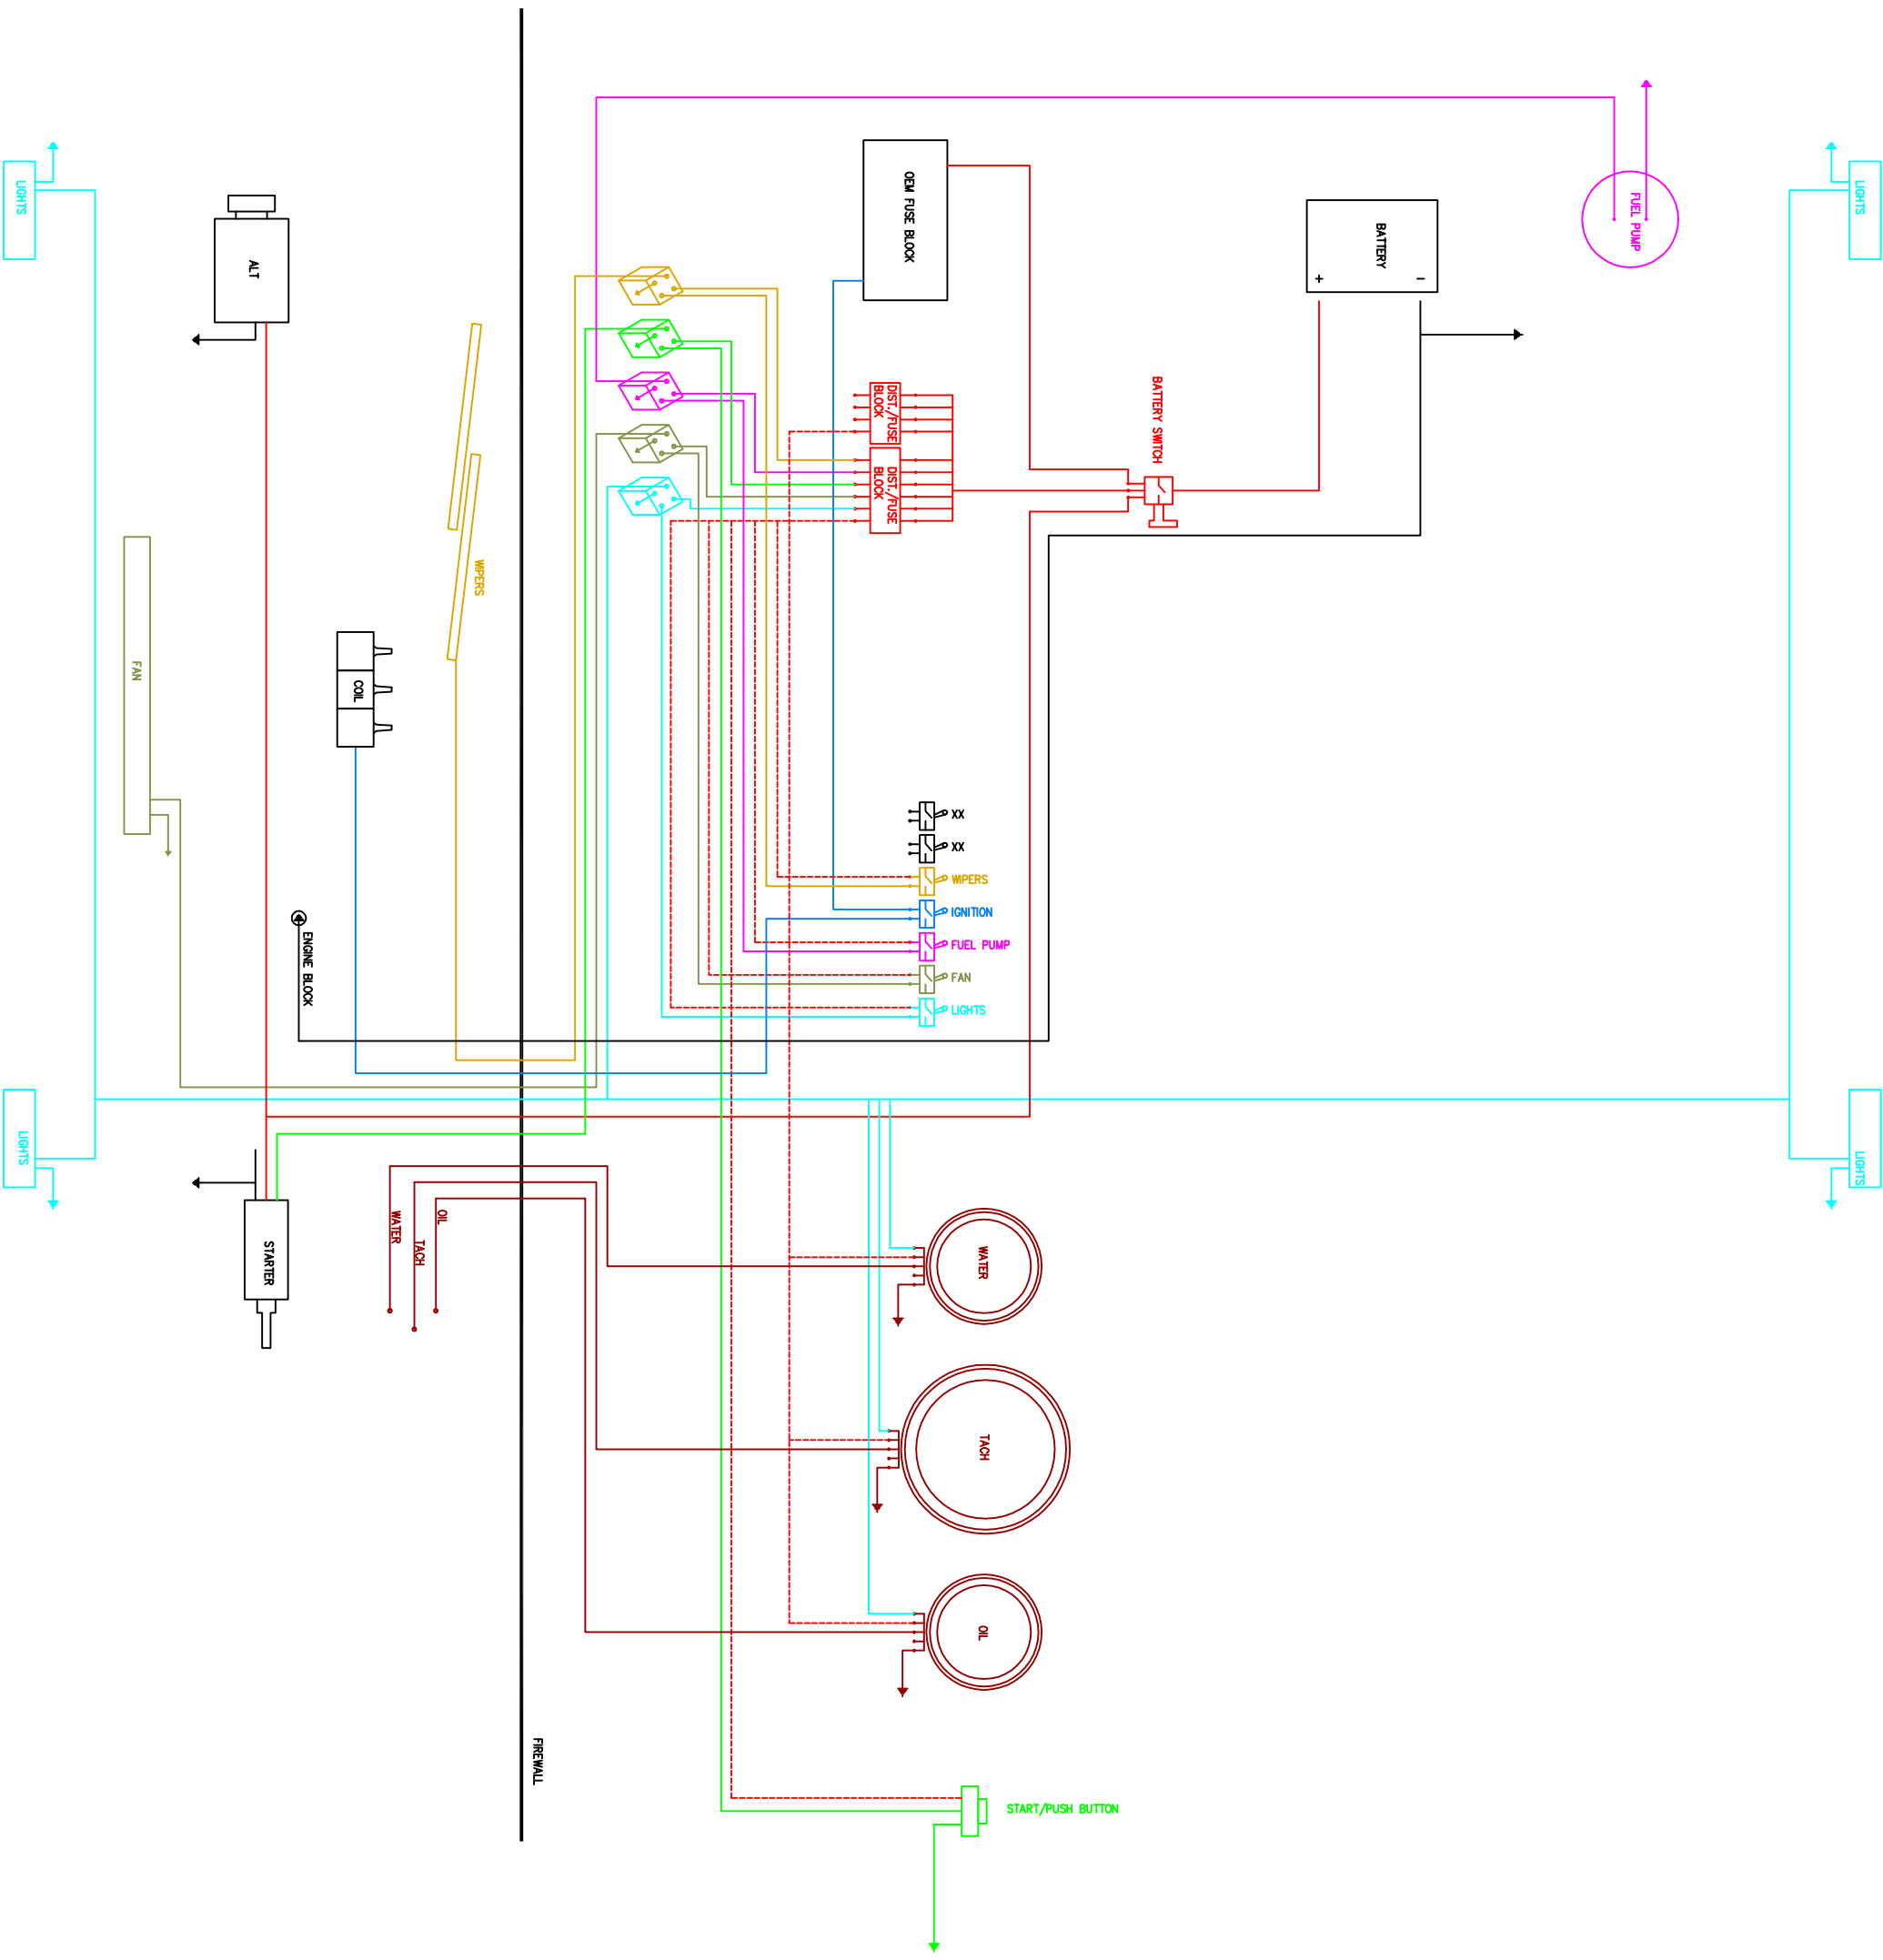 FUEL PUMP
LIGHTS
LIGHTS
OEM FUSE BLOCK
BATTERY
+
−
ALT
BATTERY SWITCH
DIST./FUSE
BLOCK
DIST./FUSE
BLOCK
WIPERS
FAN
COIL
XX
XX
WIPERS
IGNITION
FUEL PUMP
FAN
LIGHTS
ENGINE BLOCK
LIGHTS
LIGHTS
WATER
TACH
OIL
STARTER
WATER
TACH
OIL
FIREWALL
START/PUSH BUTTON